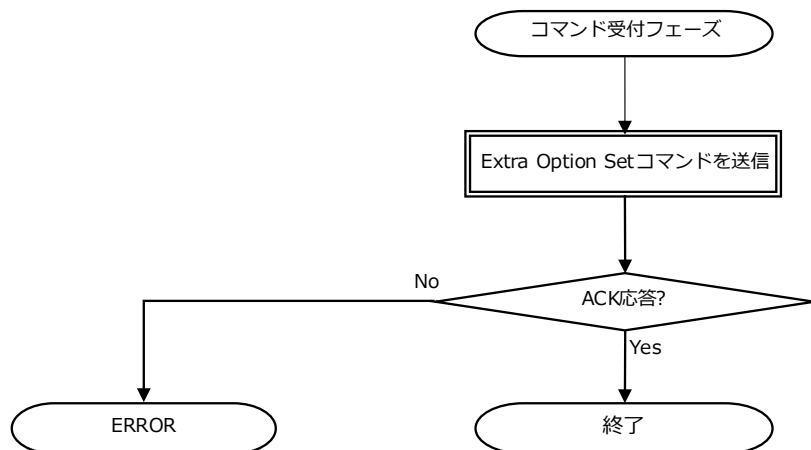 コマンド受付フェーズ
Extra Option Setコマンドを送信
ACK応答?
No
Yes
ERROR
終了